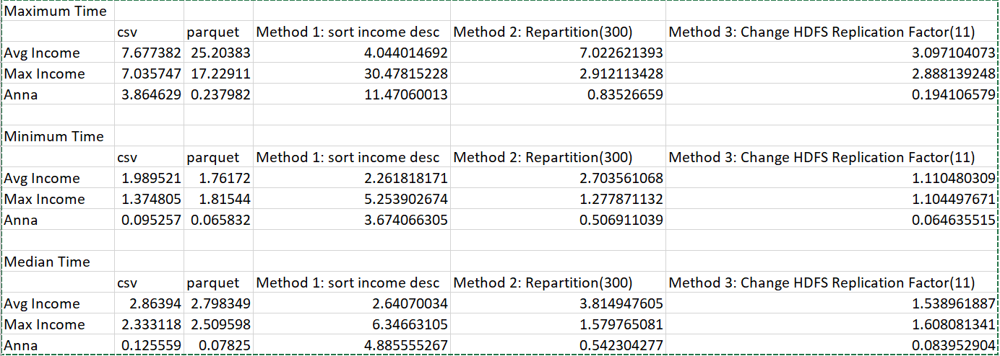 Maximum Time
csv parquet Method 1: sort income desc Method 2: Repartition(300) Method 3: Change HDFS Replication Factor(11)
Avg Income 7.677382 25.20383 4.044014692 7.022621393 3.097104073
Max Income 7.035747 17.22911 30.47815228 2.912113428 2.888139248
Anna 3.864629 0.237982 11.47060013 0.83526659 0.194106579
Minimum Time
csv parquet Method 1: sort income desc Method 2: Repartition(300) Method 3: Change HDFS Replication Factor(11)
Avg Income 1.989521 1.76172 2.261818171 2.703561068 1.110480309
Max Income 1.374805 1.81544 5.253902674 1.277871132 1.104497671
Anna 0.095257 0.065832 3.674066305 0.506911039 0.064635515
Median Time
csv parquet Method 1: sort income desc Method 2: Repartition(300) Method 3: Change HDFS Replication Factor(11)
Avg Income 2.86394 2.798349 2.64070034 3.814947605 1.538961887
Max Income 2.333118 2.509598 6.34663105 1.579765081 1.608081341
Anna 0.125559 0.07825 4.885555267 0.542304277 0.083952904